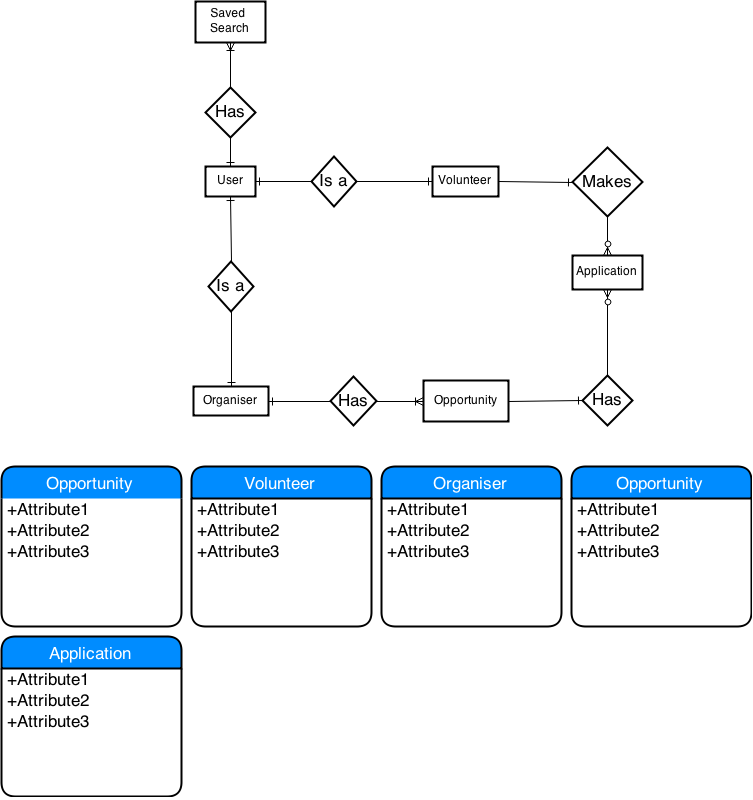 Saved
Search
Has
User
Is a
Volunteer
Makes
Application
Is a
Organiser
Has
Opportunity
Has
Opportunity
+Attribute1
+Attribute2
+Attribute3
Volunteer
+Attribute1
+Attribute2
+Attribute3
Organiser
+Attribute1
+Attribute2
+Attribute3
Opportunity
+Attribute1
+Attribute2
+Attribute3
Application
+Attribute1
+Attribute2
+Attribute3